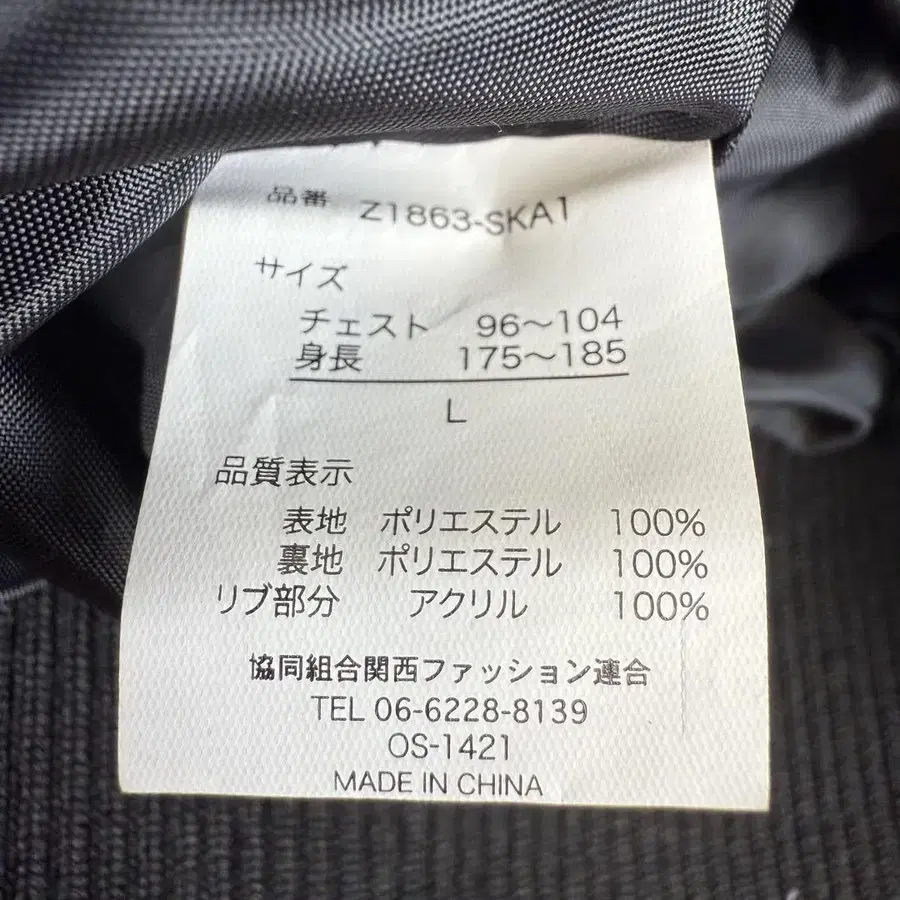 品番 Z1863-SKA1
サイズ
チェスト 96～104
身長 175～185
L
品質表示
表地 ポリエステル 100%
裏地 ポリエステル 100%
リブ部分 アクリル 100%
協同組合関西ファッション連合
TEL 06-6228-8139
OS-1421
MADE IN CHINA